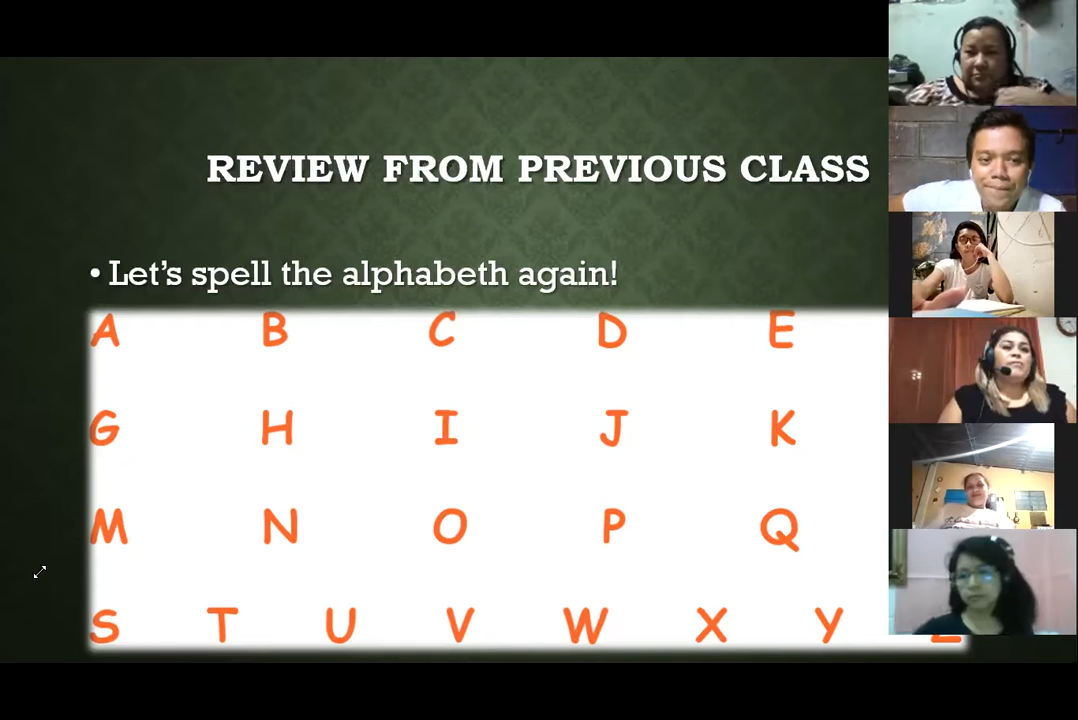 REVIEW FROM PREVIOUS CLASS
• Let's spell the alphabeth again!
A B C D E
G H I J K
M N O P Q
S T U V W X Y